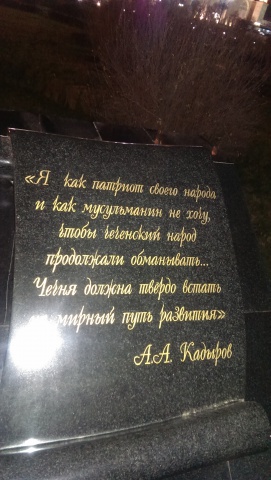 «Я как патриот своего народа
и как мусульманин не хочу,
чтобы чеченский народ
продолжали обманывать...
Чечня должна твердо встать
мирный путь развития»
А.А. Кадыров